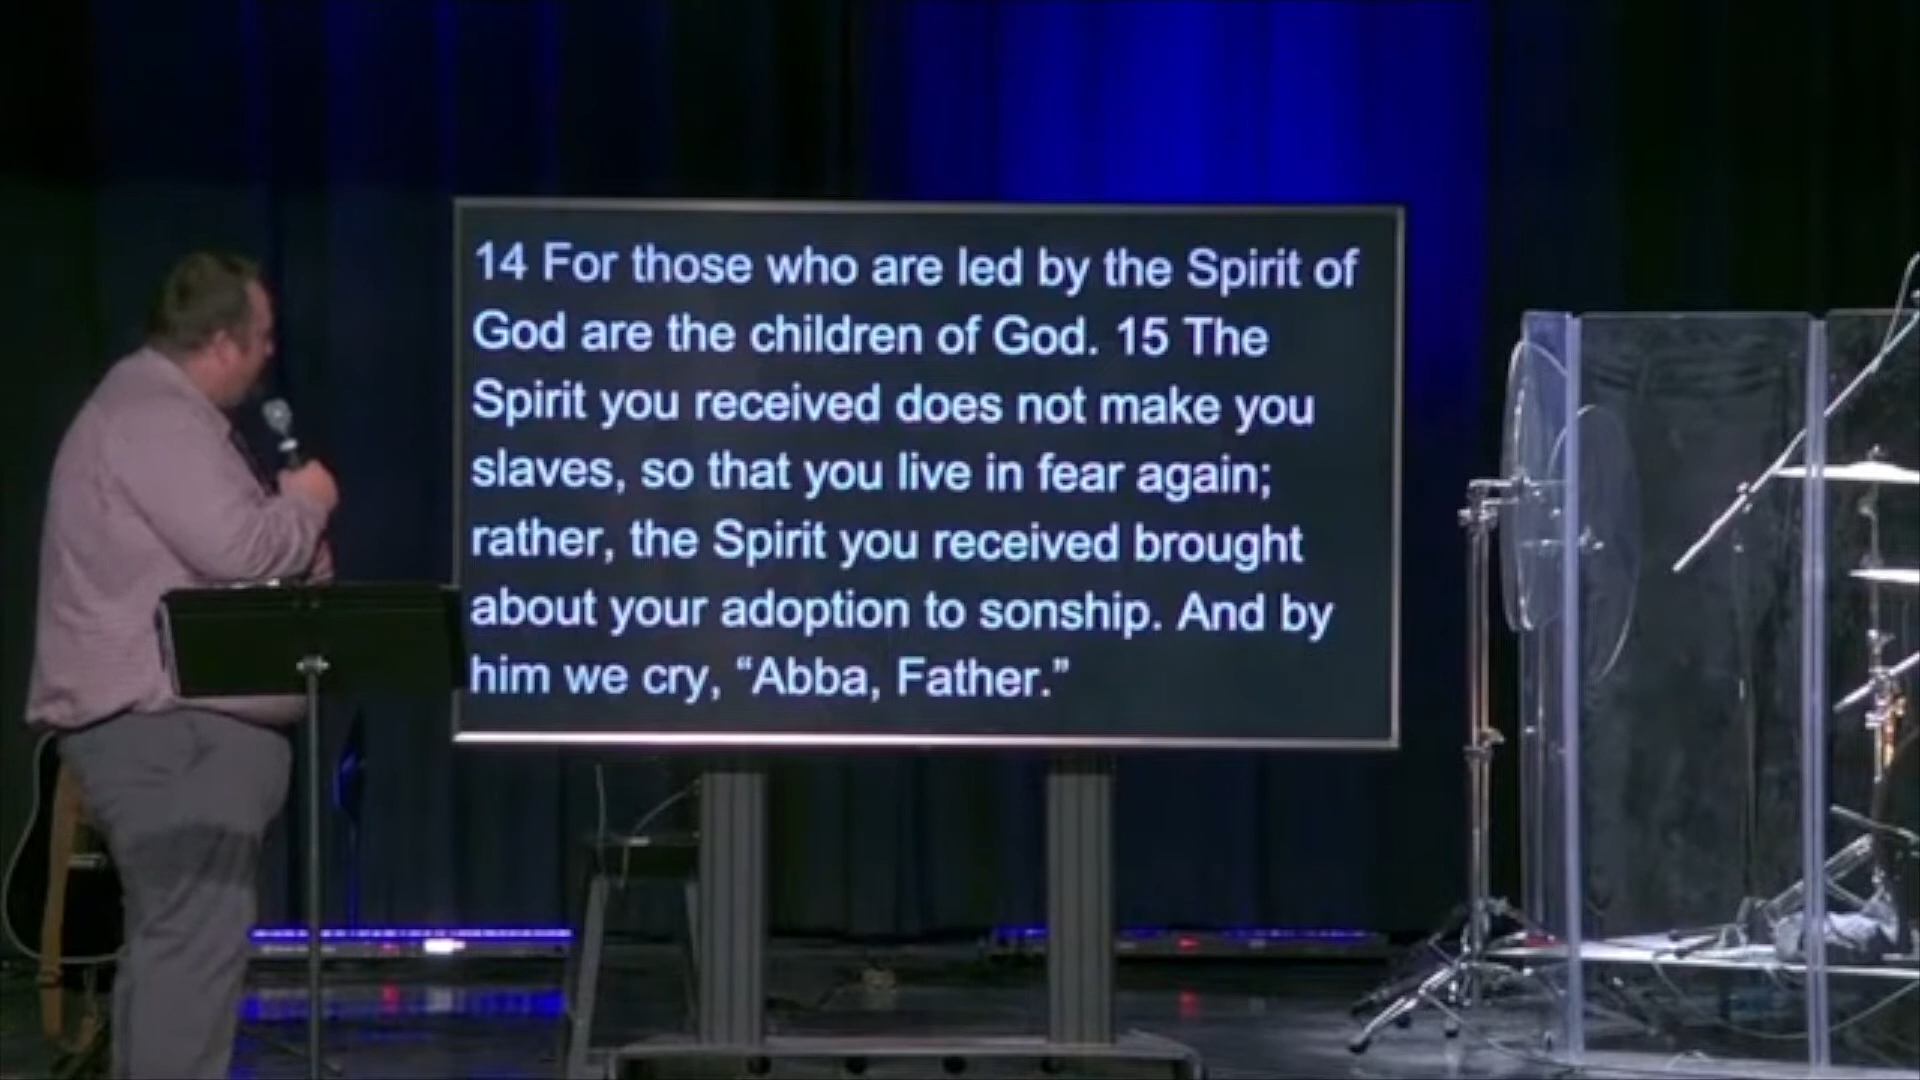 14 For those who are led by the Spirit of
God are the children of God. 15 The
Spirit you received does not make you
slaves, so that you live in fear again;
rather, the Spirit you received brought
about your adoption to sonship. And by
him we cry, “Abba, Father.”